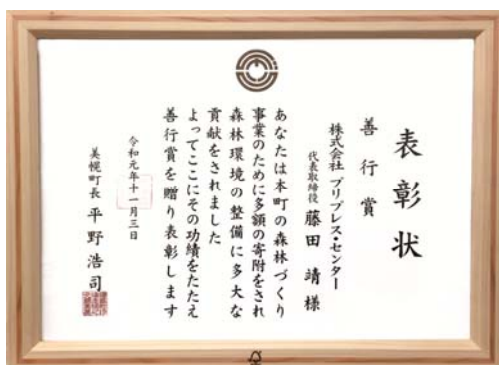 表彰状
善行賞
株式会社 プリプレス・センター
代表取締役 藤田 靖 様
あなたは本町の森林づくり
事業のために多額の寄附をされ
森林環境の整備に多大な
貢献をされました
よってここにその功績をたたえ
善行賞を贈り表彰します
令和元年十一月三日
美幌町長 平野浩司